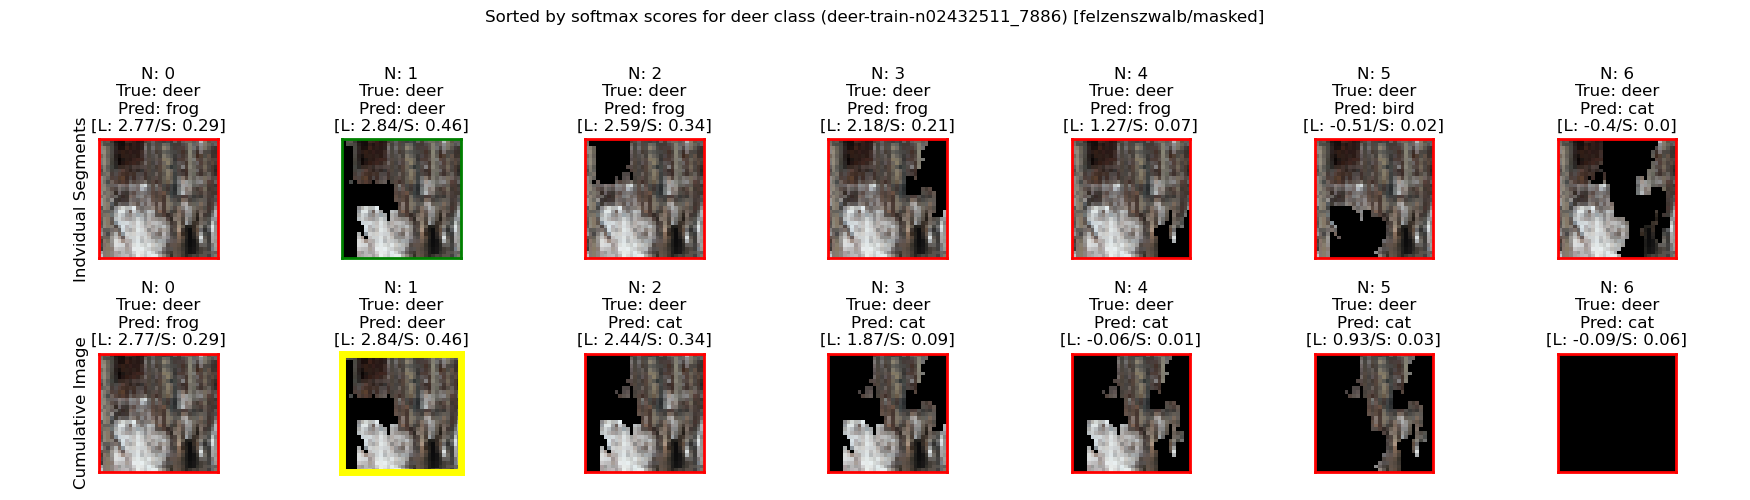 Sorted by softmax scores for deer class (deer-train-n02432511_7886) [felzenszwalb/masked]
Indvidual Segments
N: 0
True: deer
Pred: frog
[L: 2.77/S: 0.29]
N: 1
True: deer
Pred: deer
[L: 2.84/S: 0.46]
N: 2
True: deer
Pred: frog
[L: 2.59/S: 0.34]
N: 3
True: deer
Pred: frog
[L: 2.18/S: 0.21]
N: 4
True: deer
Pred: frog
[L: 1.27/S: 0.07]
N: 5
True: deer
Pred: bird
[L: -0.51/S: 0.02]
N: 6
True: deer
Pred: cat
[L: -0.4/S: 0.0]
Cumulative Image
N: 0
True: deer
Pred: frog
[L: 2.77/S: 0.29]
N: 1
True: deer
Pred: deer
[L: 2.84/S: 0.46]
N: 2
True: deer
Pred: cat
[L: 2.44/S: 0.34]
N: 3
True: deer
Pred: cat
[L: 1.87/S: 0.09]
N: 4
True: deer
Pred: cat
[L: -0.06/S: 0.01]
N: 5
True: deer
Pred: cat
[L: 0.93/S: 0.03]
N: 6
True: deer
Pred: cat
[L: -0.09/S: 0.06]